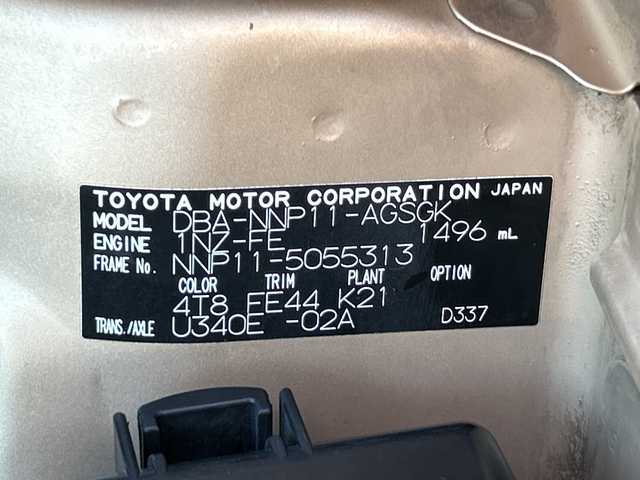 TOYOTA MOTOR CORPORATION JAPAN
MODEL DBA-NNP11-AGSGK
ENGINE 1NZ-FE 1496 mL
FRAME No. NNP11-5055313
COLOR TRIM PLANT OPTION
4T8 FE44 K21
TRANS./AXLE U340E -02A D337